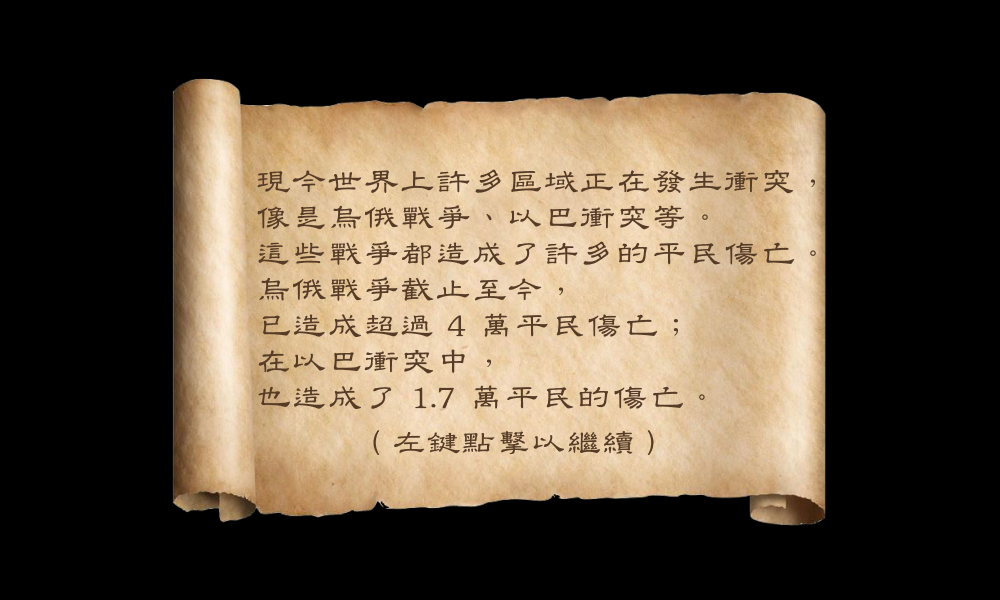 現今世界上許多區域正在發生衝突，
像是烏俄戰爭、以巴衝突等。
這些戰爭都造成了許多的平民傷亡。
烏俄戰爭截止至今，
已造成超過 4 萬平民傷亡；
在以巴衝突中，
也造成了 1.7 萬平民的傷亡。
（左鍵點擊以繼續）